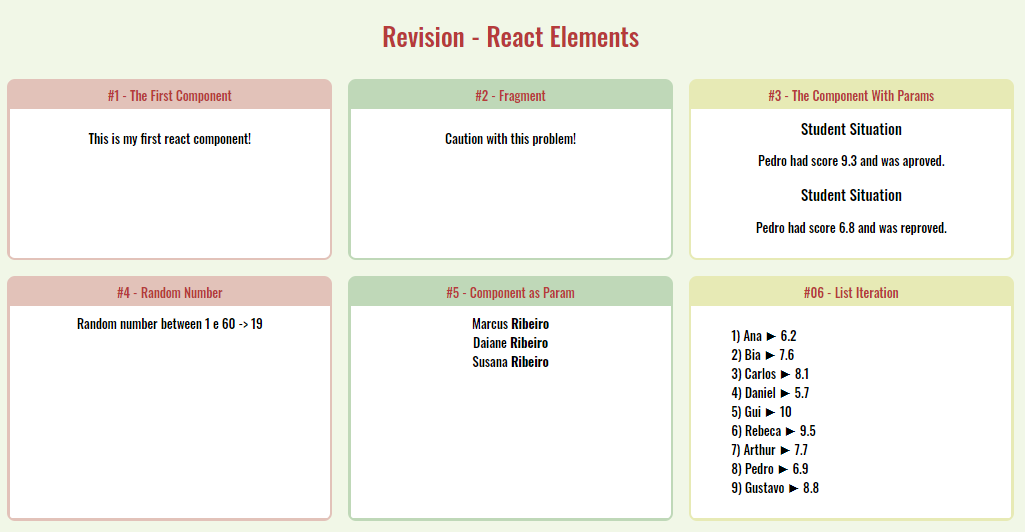 Revision - React Elements
#1 - The First Component
This is my first react component!
#2 - Fragment
Caution with this problem!
#3 - The Component With Params
Student Situation
Pedro had score 9.3 and was aproved.
Student Situation
Pedro had score 6.8 and was reproved.
#4 - Random Number
Random number between 1 e 60 -> 19
#5 - Component as Param
Marcus Ribeiro
Daiane Ribeiro
Susana Ribeiro
#06 - List Iteration
1) Ana ► 6.2
2) Bia ► 7.6
3) Carlos ► 8.1
4) Daniel ► 5.7
5) Gui ► 10
6) Rebeca ► 9.5
7) Arthur ► 7.7
8) Pedro ► 6.9
9) Gustavo ► 8.8